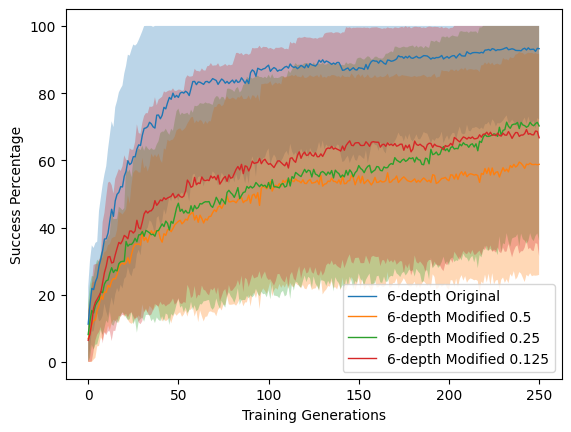 100
80
60
40
20
0
Success Percentage
6-depth Original
6-depth Modified 0.5
6-depth Modified 0.25
6-depth Modified 0.125
0
50
100
150
200
250
Training Generations